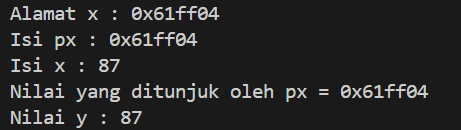 Alamat x : 0x61ff04
Isi px : 0x61ff04
Isi x : 87
Nilai yang ditunjuk oleh px = 0x61ff04
Nilai y : 87